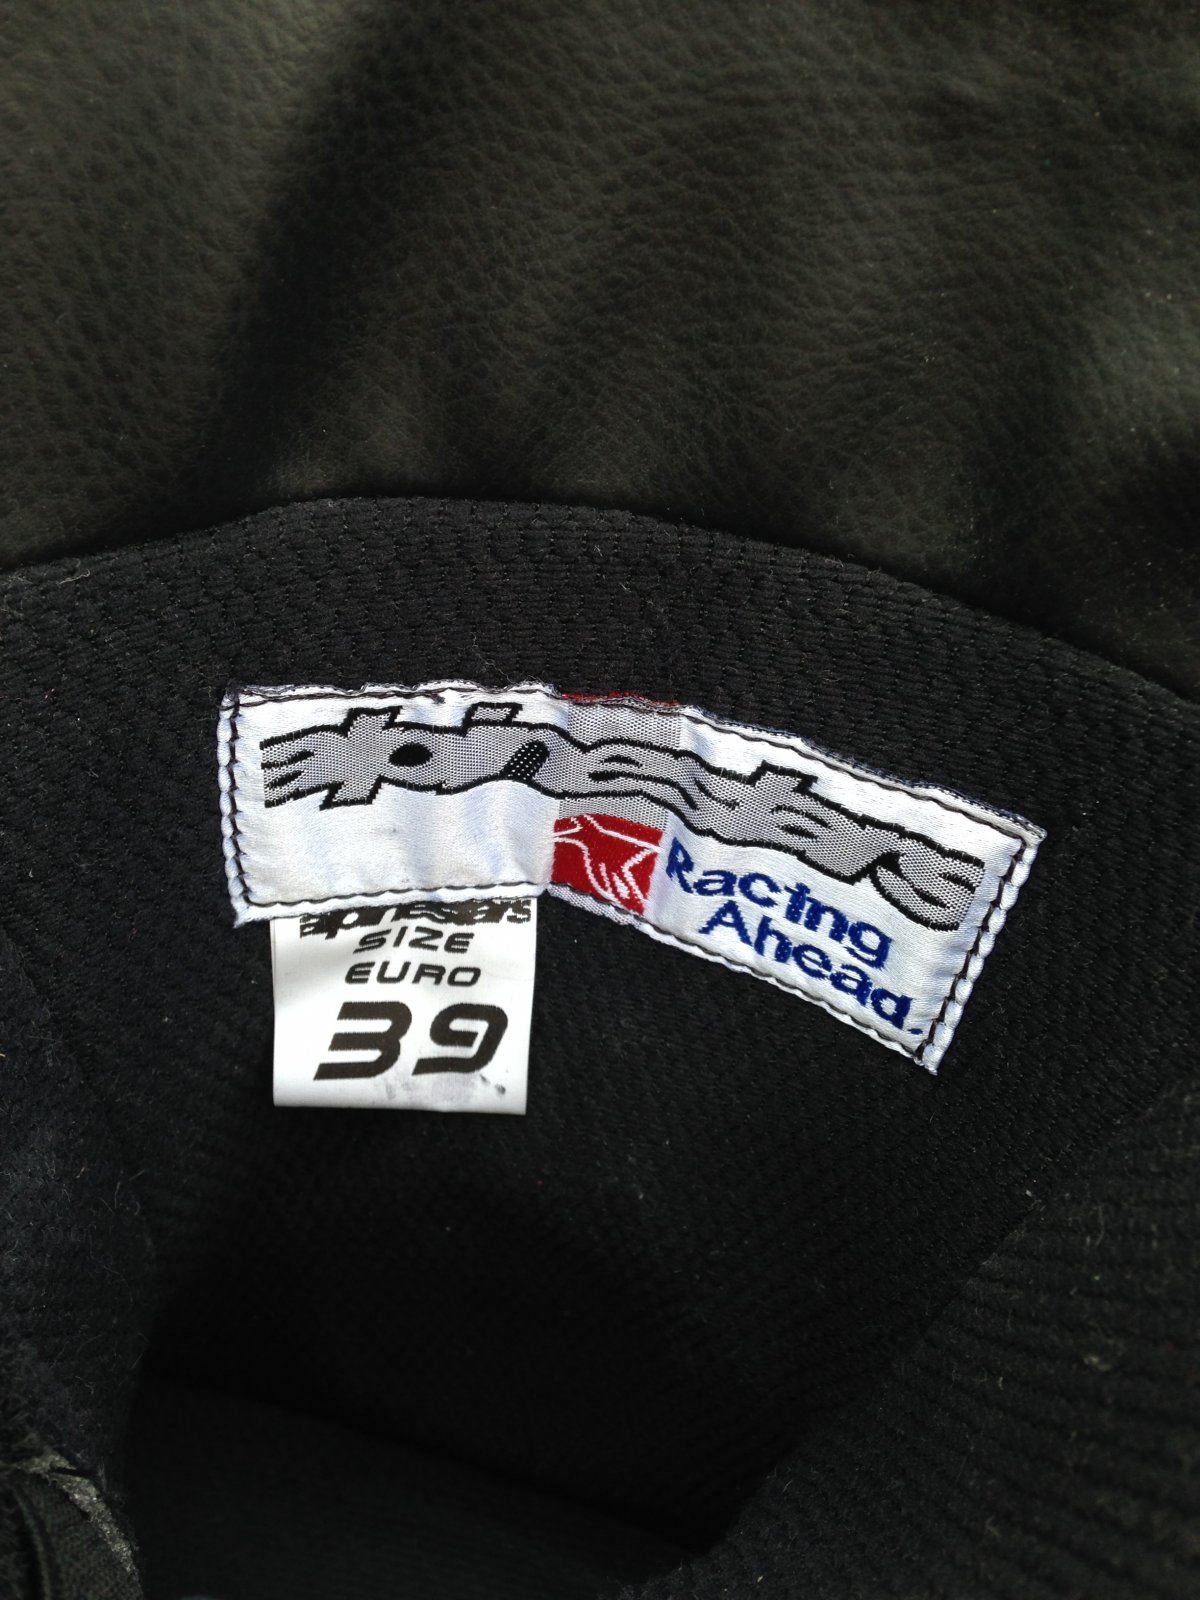 alpinestars
Racing
Ahead.
alpinestars
SIZE
EURO
39